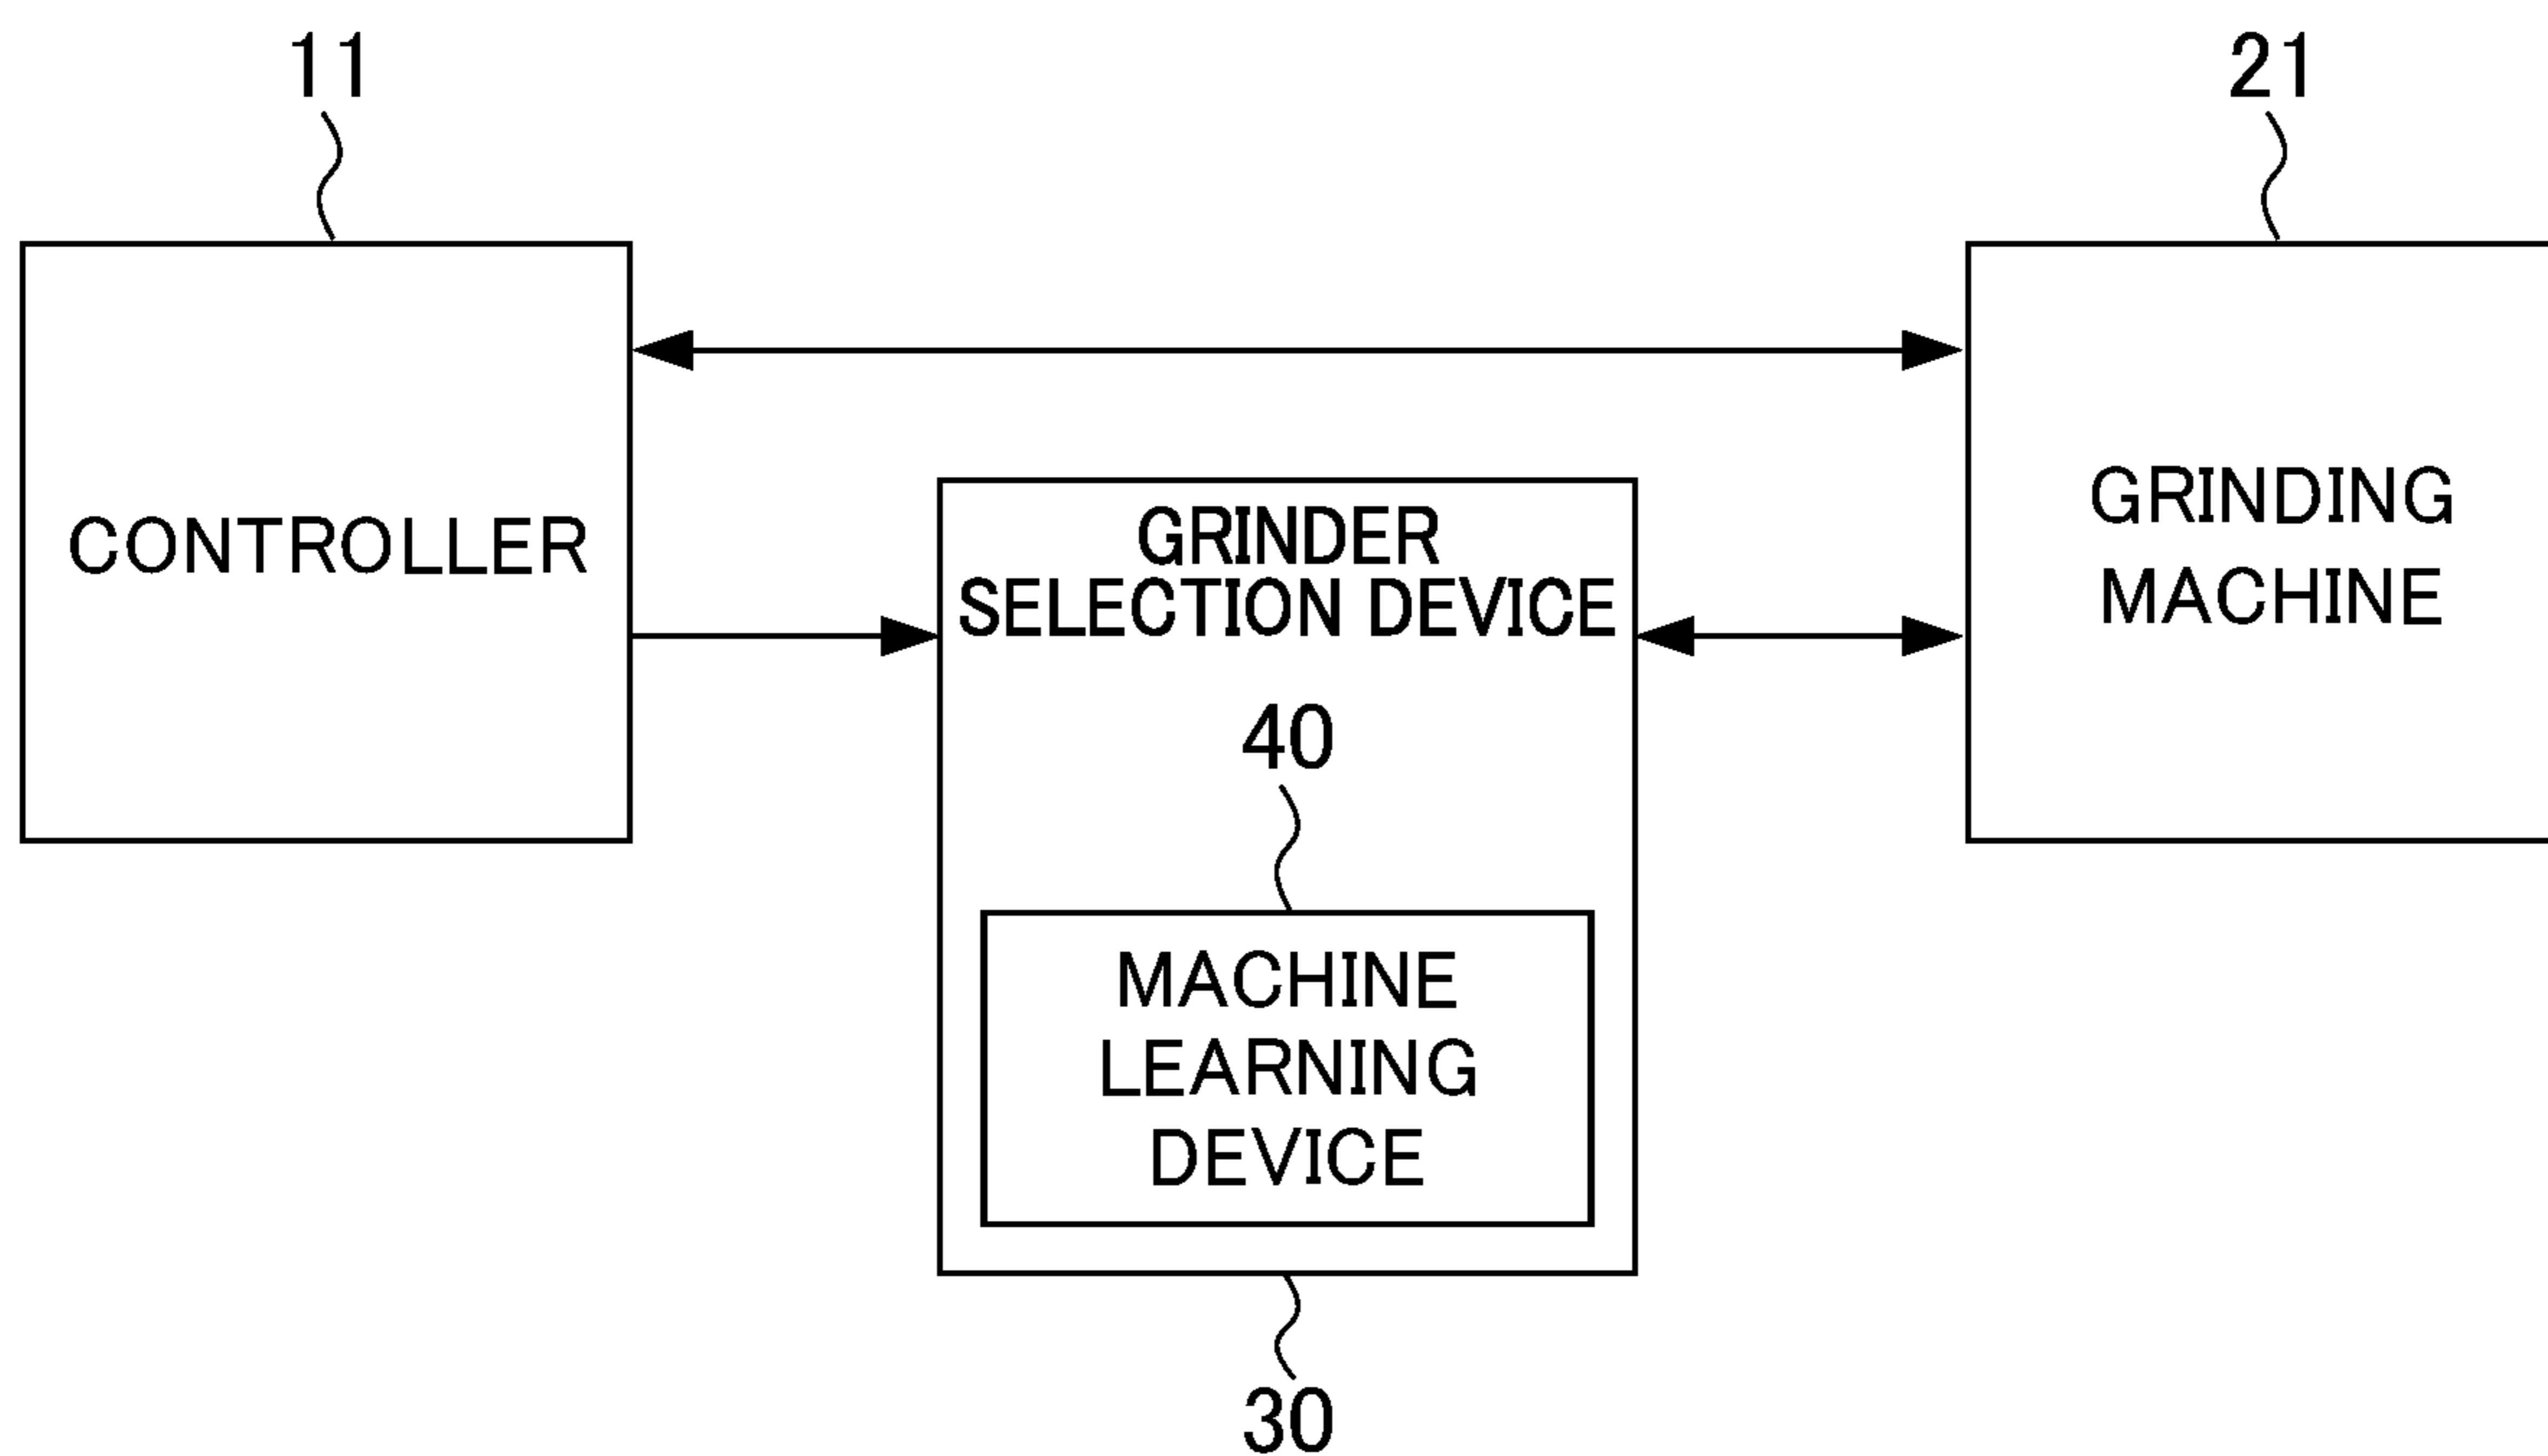 11
21
CONTROLLER
GRINDER
SELECTION DEVICE
GRINDING
MACHINE
40
MACHINE
LEARNING
DEVICE
30